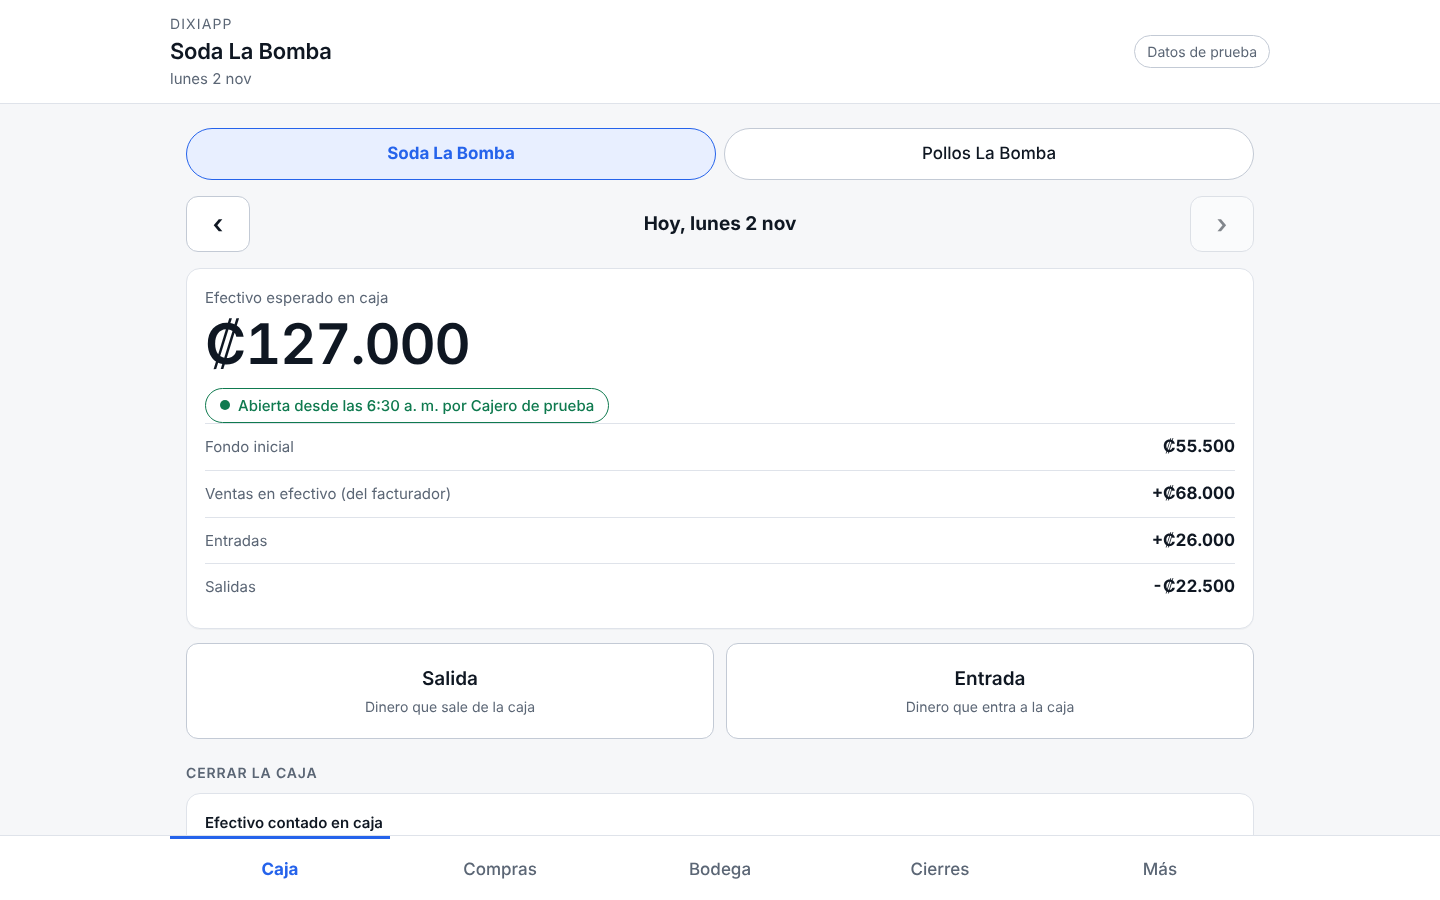 DIXIAPP
Soda La Bomba
lunes 2 nov
Datos de prueba
Soda La Bomba
Pollos La Bomba
‹
Hoy, lunes 2 nov
›
Efectivo esperado en caja
₡127.000
Abierta desde las 6:30 a. m. por Cajero de prueba
Fondo inicial ₡55.500
Ventas en efectivo (del facturador) +₡68.000
Entradas +₡26.000
Salidas -₡22.500
Salida
Dinero que sale de la caja
Entrada
Dinero que entra a la caja
CERRAR LA CAJA
Efectivo contado en caja
Caja
Compras
Bodega
Cierres
Más